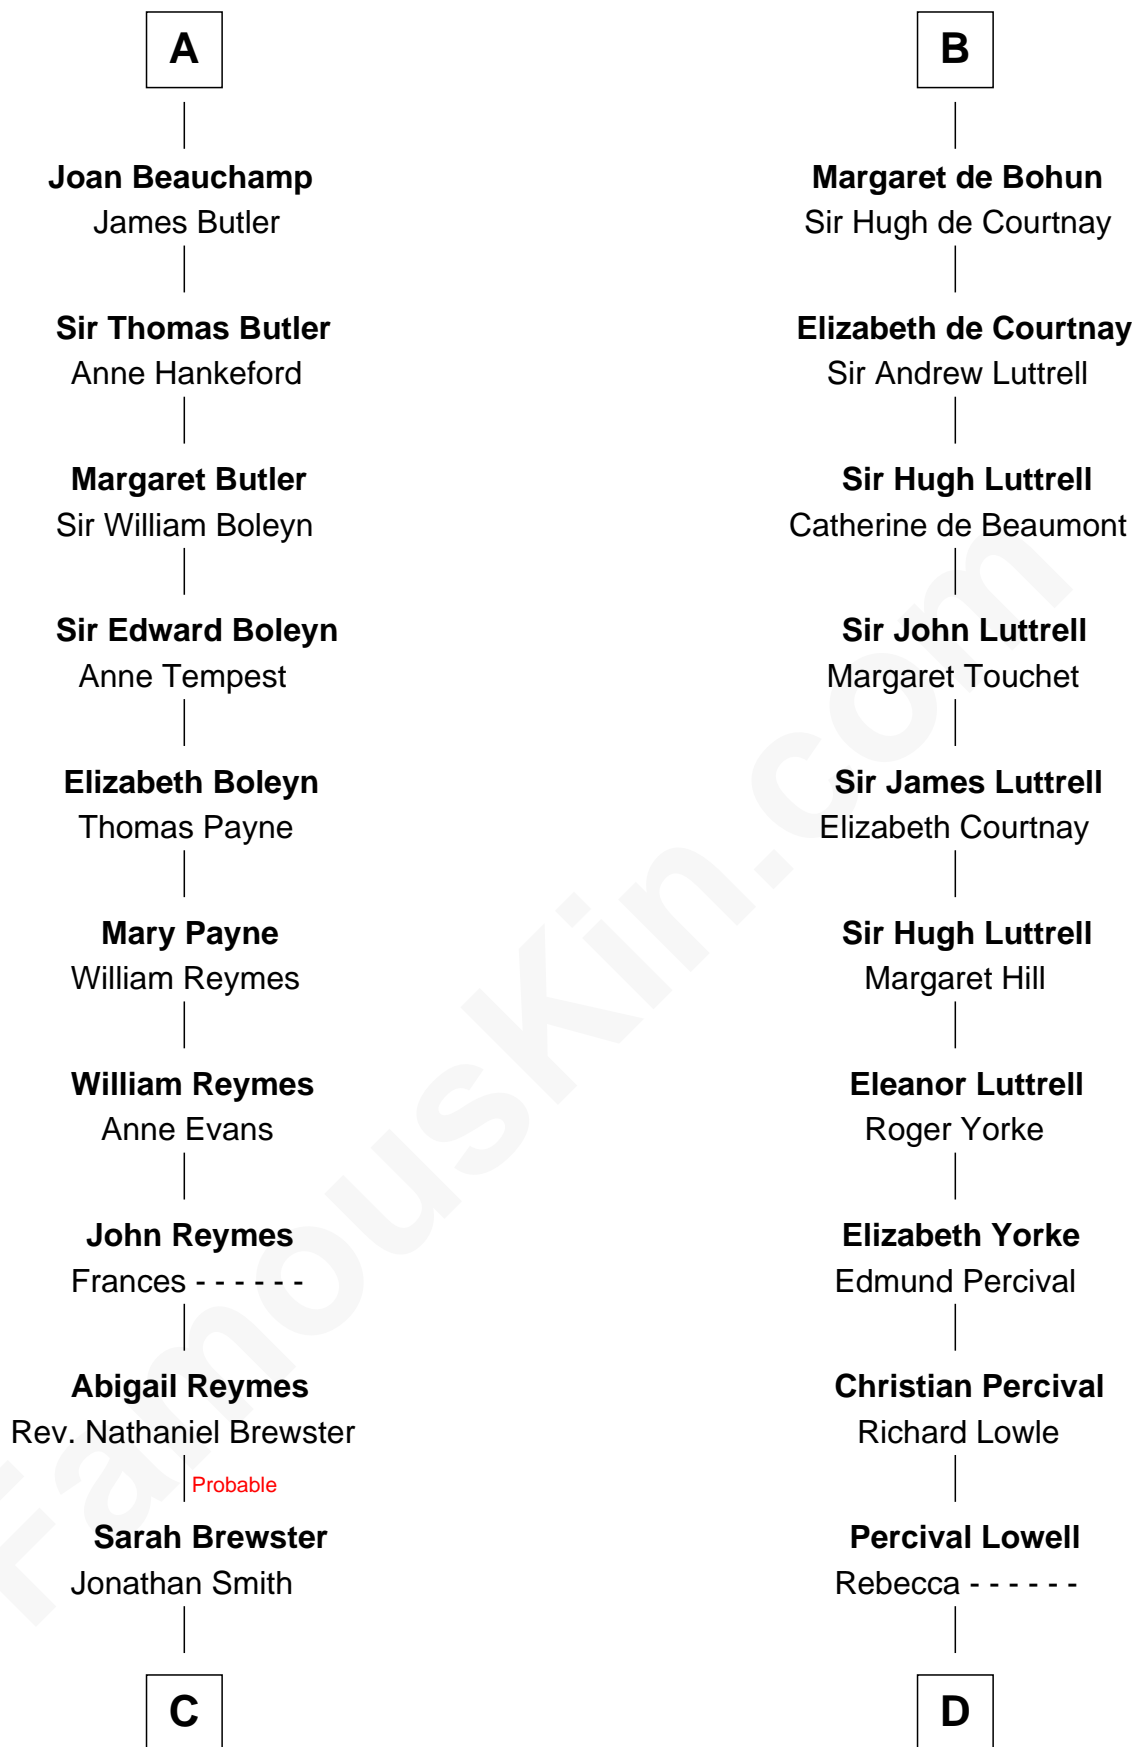 A
Joan Beauchamp
James Butler
Sir Thomas Butler
Anne Hankeford
Margaret Butler
Sir William Boleyn
Sir Edward Boleyn
Anne Tempest
Elizabeth Boleyn
Thomas Payne
Mary Payne
William Reymes
William Reymes
Anne Evans
John Reymes
Frances - - - - - -
Abigail Reymes
Rev. Nathaniel Brewster
Probable
Sarah Brewster
Jonathan Smith
C
B
Margaret de Bohun
Sir Hugh de Courtnay
Elizabeth de Courtnay
Sir Andrew Luttrell
Sir Hugh Luttrell
Catherine de Beaumont
Sir John Luttrell
Margaret Touchet
Sir James Luttrell
Elizabeth Courtnay
Sir Hugh Luttrell
Margaret Hill
Eleanor Luttrell
Roger Yorke
Elizabeth Yorke
Edmund Percival
Christian Percival
Richard Lowle
Percival Lowell
Rebecca - - - - - -
D
FamousKin.com